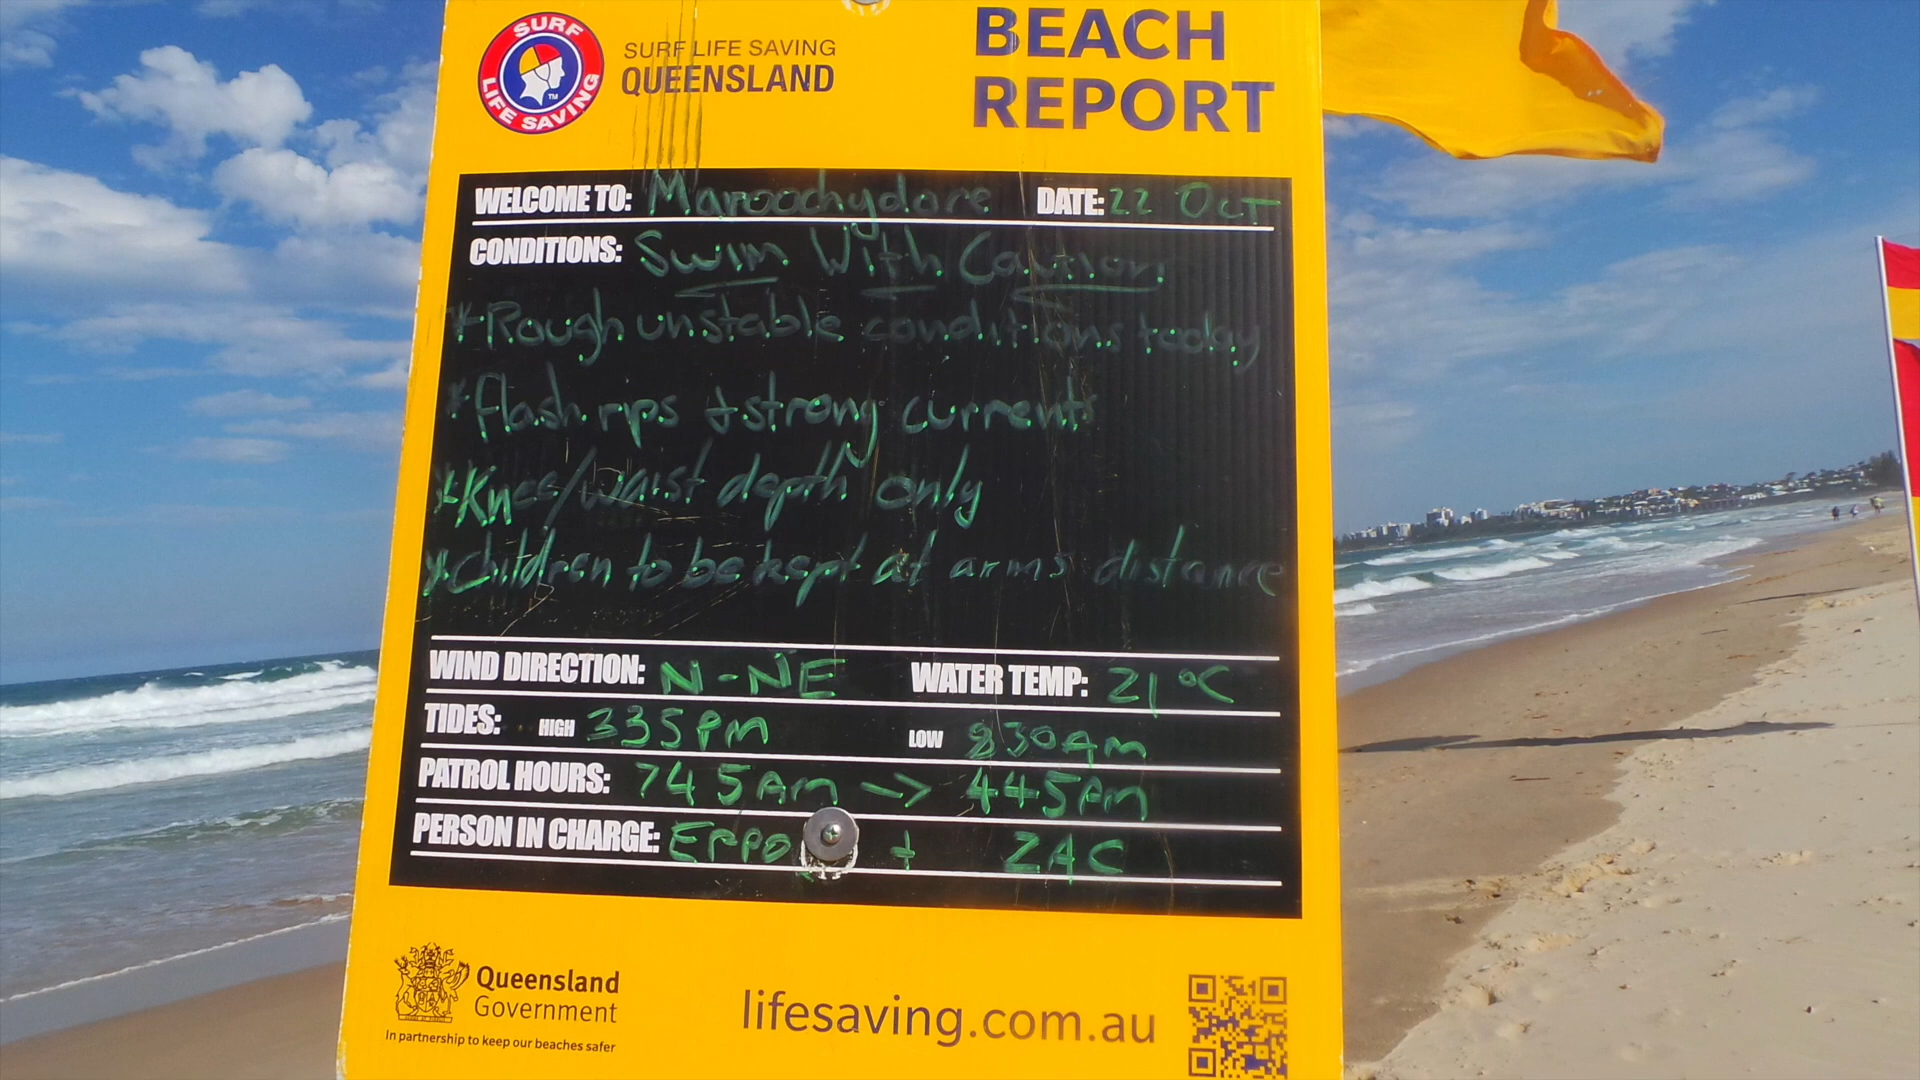 SURF LIFE SAVING
TM
SURF LIFE SAVING
QUEENSLAND
BEACH
REPORT
WELCOME TO: Maroochydore DATE: 22 Oct
CONDITIONS: Swim With Caution
*Rough unstable conditions today
*flash rips + strong currents
*Knee/waist depth only
*Children to be kept at arms distance
WIND DIRECTION: N-NE WATER TEMP: 21°C
TIDES: HIGH 335PM LOW 830AM
PATROL HOURS: 745AM -> 445PM
PERSON IN CHARGE: EPPO + ZAC
Queensland
Government
In partnership to keep our beaches safer
lifesaving.com.au